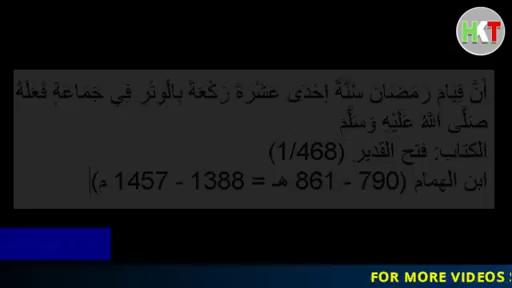 HKT
أَنَّ قِيَامَ رَمَضَانَ سُنَّةٌ إِحْدَى عَشْرَةَ رَكْعَةً بِالْوِتْرِ فِي جَمَاعَةٍ فَعَلَهُ
صَلَّى اللَّهُ عَلَيْهِ وَسَلَّمَ
الكتاب: فتح القدير (1/468)
ابن الهمام (790 - 861 هـ = 1388 - 1457 م)
FOR MORE VIDEOS